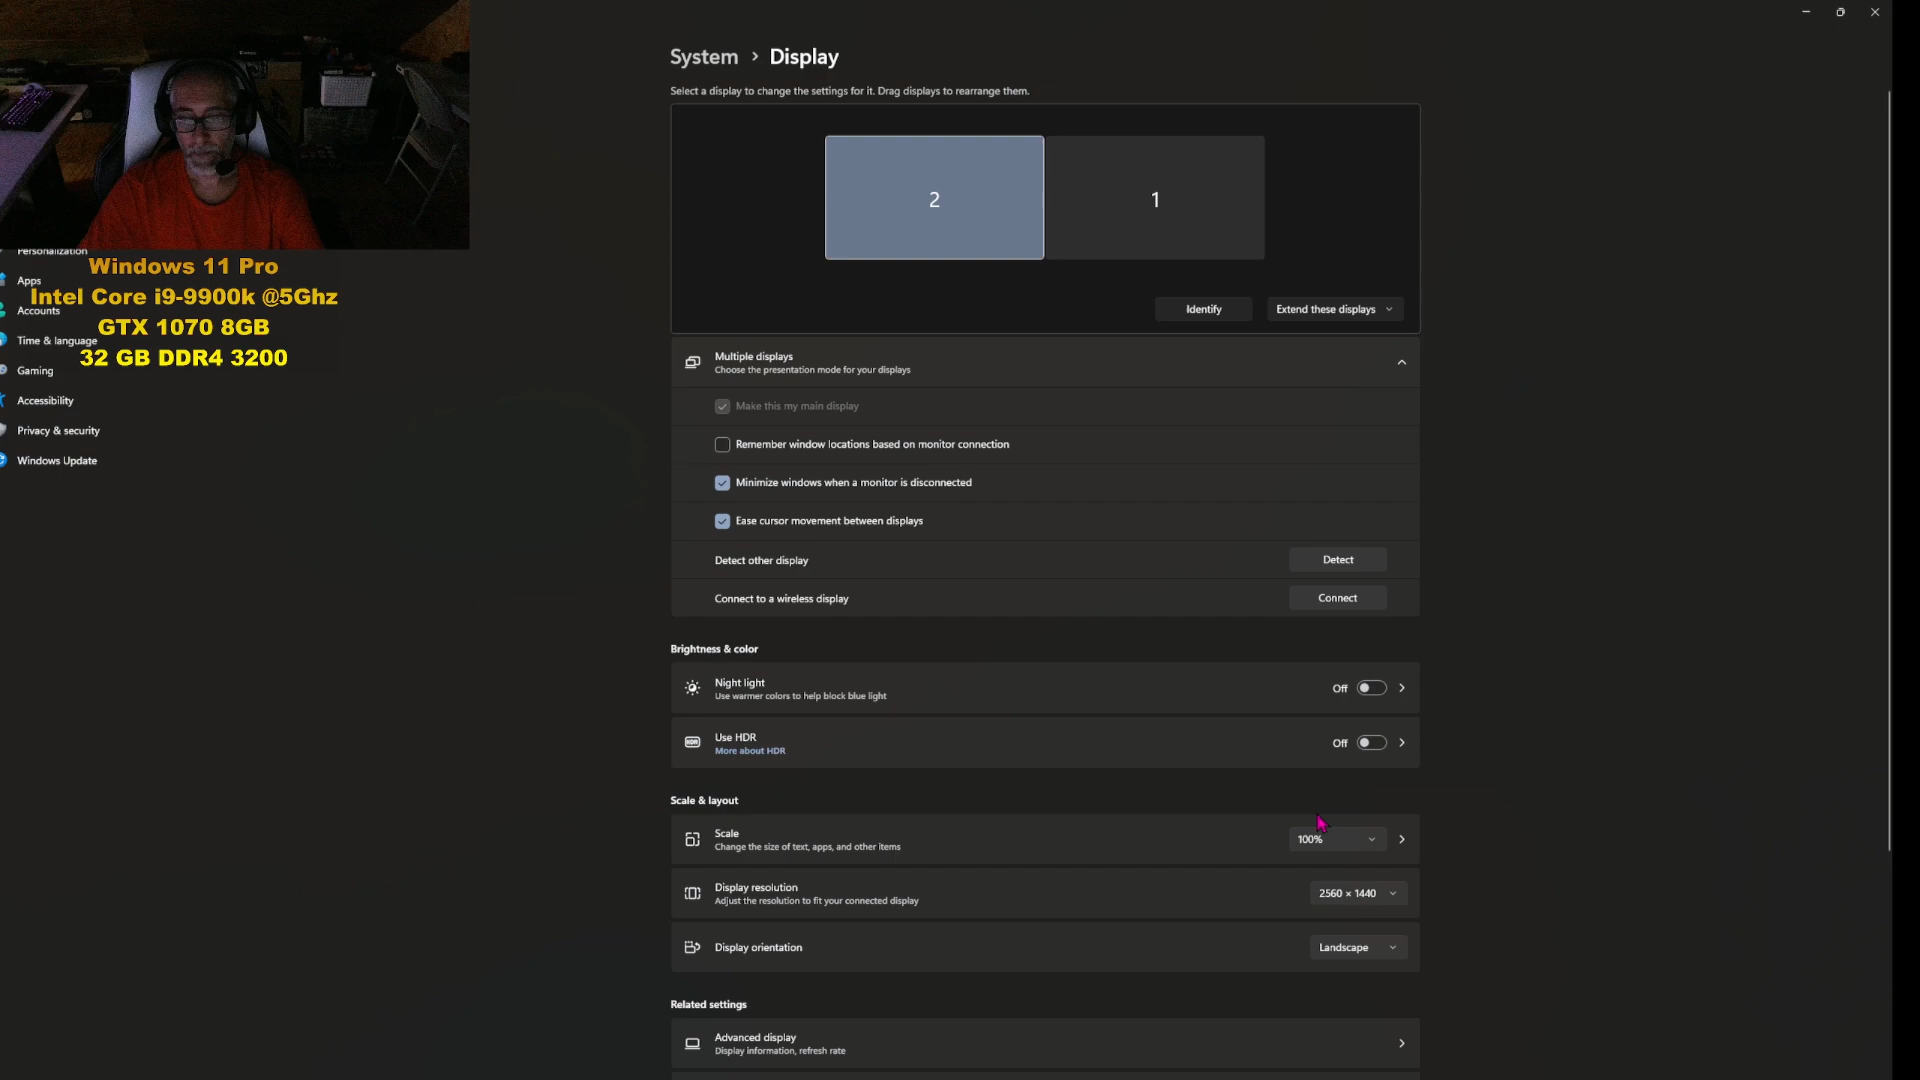 System > Display
Select a display to change the settings for it. Drag displays to rearrange them.
2
1
Identify
Extend these displays
Multiple displays
Choose the presentation mode for your displays
Make this my main display
Remember window locations based on monitor connection
Minimize windows when a monitor is disconnected
Ease cursor movement between displays
Detect other display
Detect
Connect to a wireless display
Connect
Brightness & color
Night light
Use warmer colors to help block blue light
Off
Use HDR
More about HDR
Off
Scale & layout
Scale
Change the size of text, apps, and other items
100%
Display resolution
Adjust the resolution to fit your connected display
2560 × 1440
Display orientation
Landscape
Related settings
Advanced display
Display information, refresh rate
Personalization
Apps
Accounts
Time & language
Gaming
Accessibility
Privacy & security
Windows Update
Windows 11 Pro
Intel Core i9-9900k @5Ghz
GTX 1070 8GB
32 GB DDR4 3200